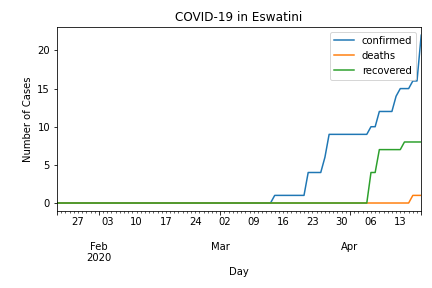 COVID-19 in Eswatini
confirmed
deaths
recovered
Number of Cases
20
15
10
5
0
27 03 10 17 24 02 09 16 23 30 06 13
Feb Mar Apr
2020
Day